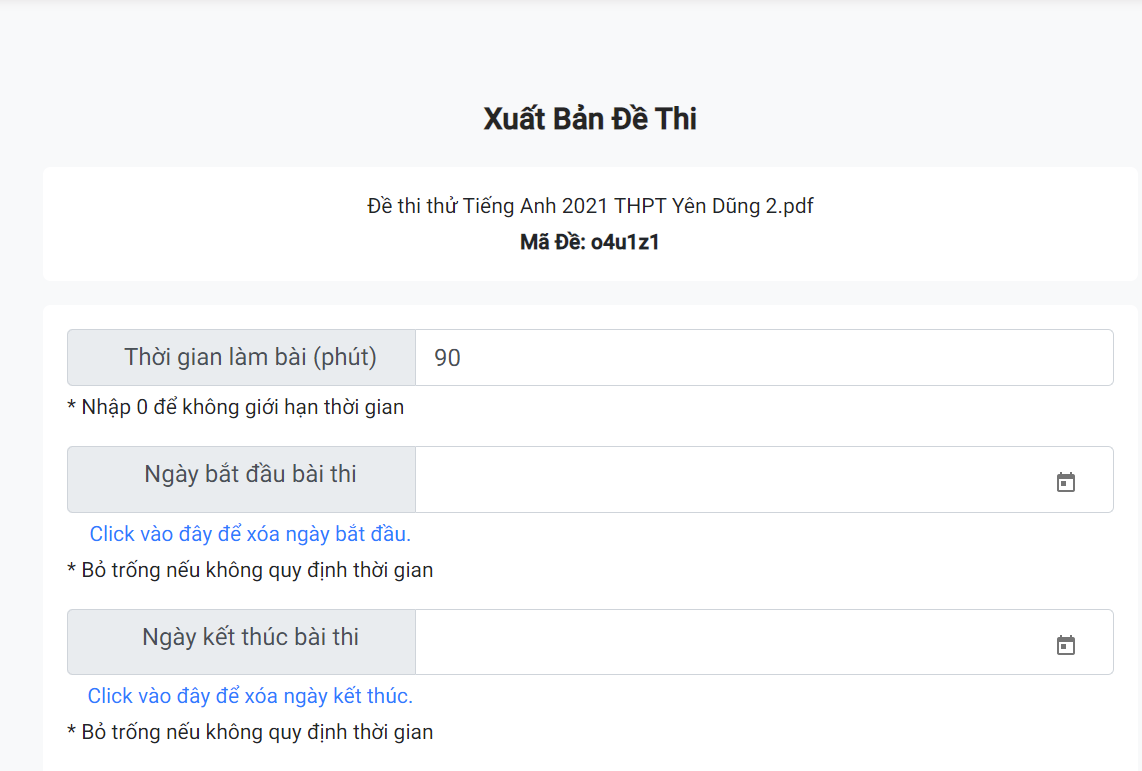 Xuất Bản Đề Thi
Đề thi thử Tiếng Anh 2021 THPT Yên Dũng 2.pdf
Mã Đề: o4u1z1
Thời gian làm bài (phút) 90
* Nhập 0 để không giới hạn thời gian
Ngày bắt đầu bài thi
Click vào đây để xóa ngày bắt đầu.
* Bỏ trống nếu không quy định thời gian
Ngày kết thúc bài thi
Click vào đây để xóa ngày kết thúc.
* Bỏ trống nếu không quy định thời gian